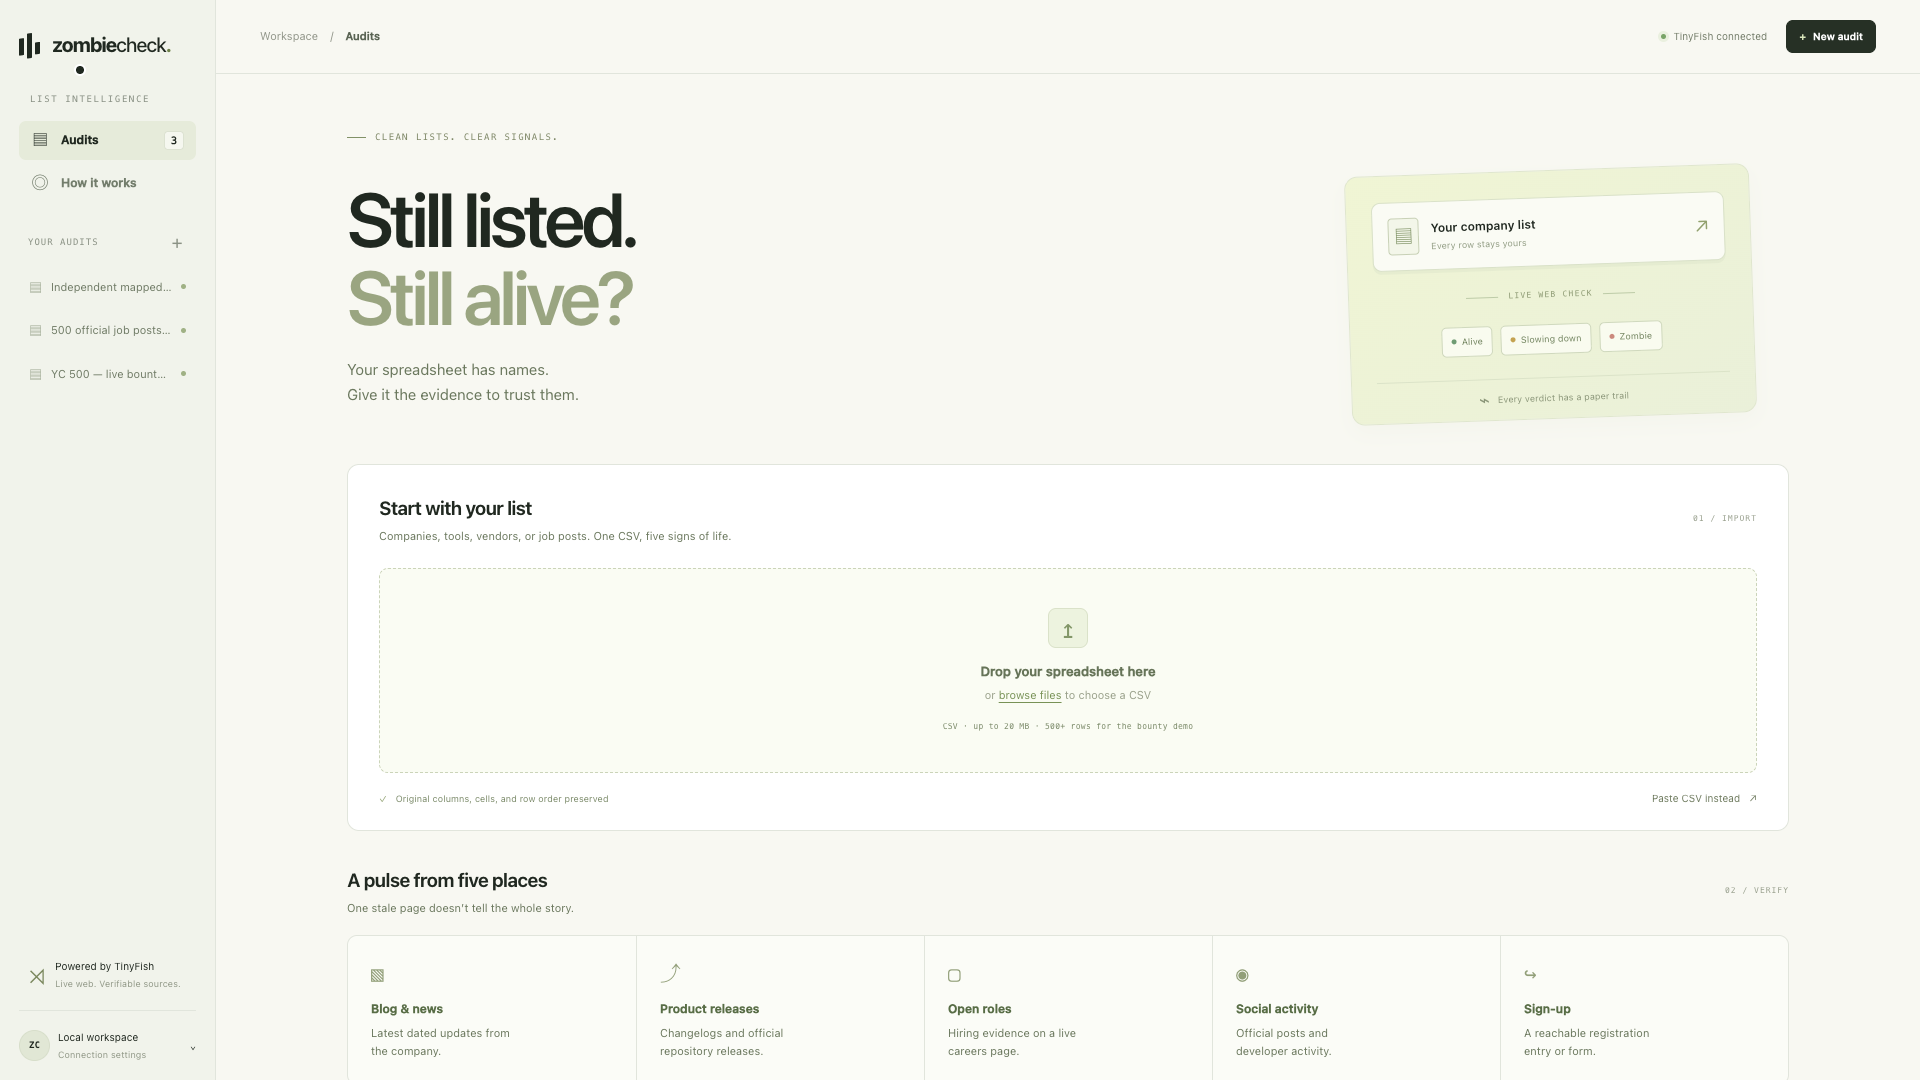 zombiecheck.
LIST INTELLIGENCE
Audits 3
How it works
YOUR AUDITS +
Independent mapped...
500 official job posts...
YC 500 — live bount...
Powered by TinyFish
Live web. Verifiable sources.
ZC
Local workspace
Connection settings
Workspace / Audits
TinyFish connected
+ New audit
CLEAN LISTS. CLEAR SIGNALS.
Still listed.
Still alive?
Your spreadsheet has names.
Give it the evidence to trust them.
Your company list
Every row stays yours
LIVE WEB CHECK
Alive
Slowing down
Zombie
Every verdict has a paper trail
Start with your list
Companies, tools, vendors, or job posts. One CSV, five signs of life.
01 / IMPORT
Drop your spreadsheet here
or browse files to choose a CSV
CSV · up to 20 MB · 500+ rows for the bounty demo
✓ Original columns, cells, and row order preserved
Paste CSV instead ↗
A pulse from five places
One stale page doesn't tell the whole story.
02 / VERIFY
Blog & news
Latest dated updates from
the company.
Product releases
Changelogs and official
repository releases.
Open roles
Hiring evidence on a live
careers page.
Social activity
Official posts and
developer activity.
Sign-up
A reachable registration
entry or form.